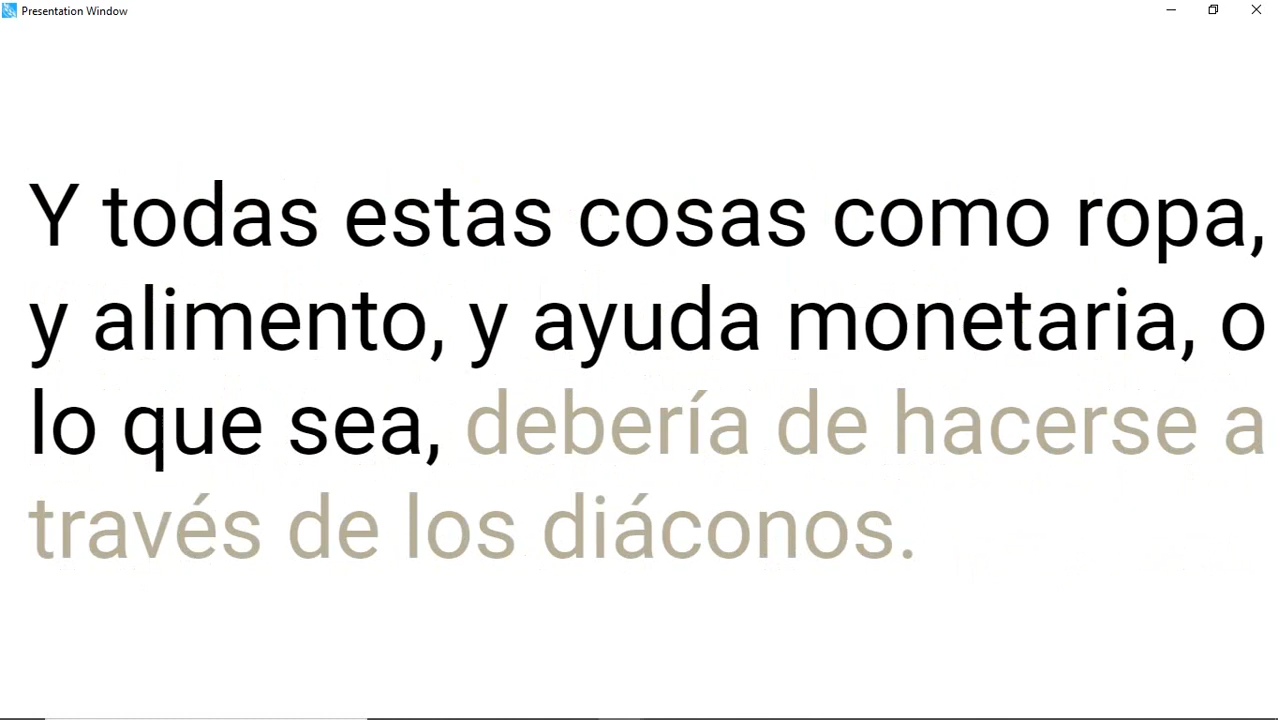 Presentation Window
Y todas estas cosas como ropa,
y alimento, y ayuda monetaria, o
lo que sea, debería de hacerse a
través de los diáconos.